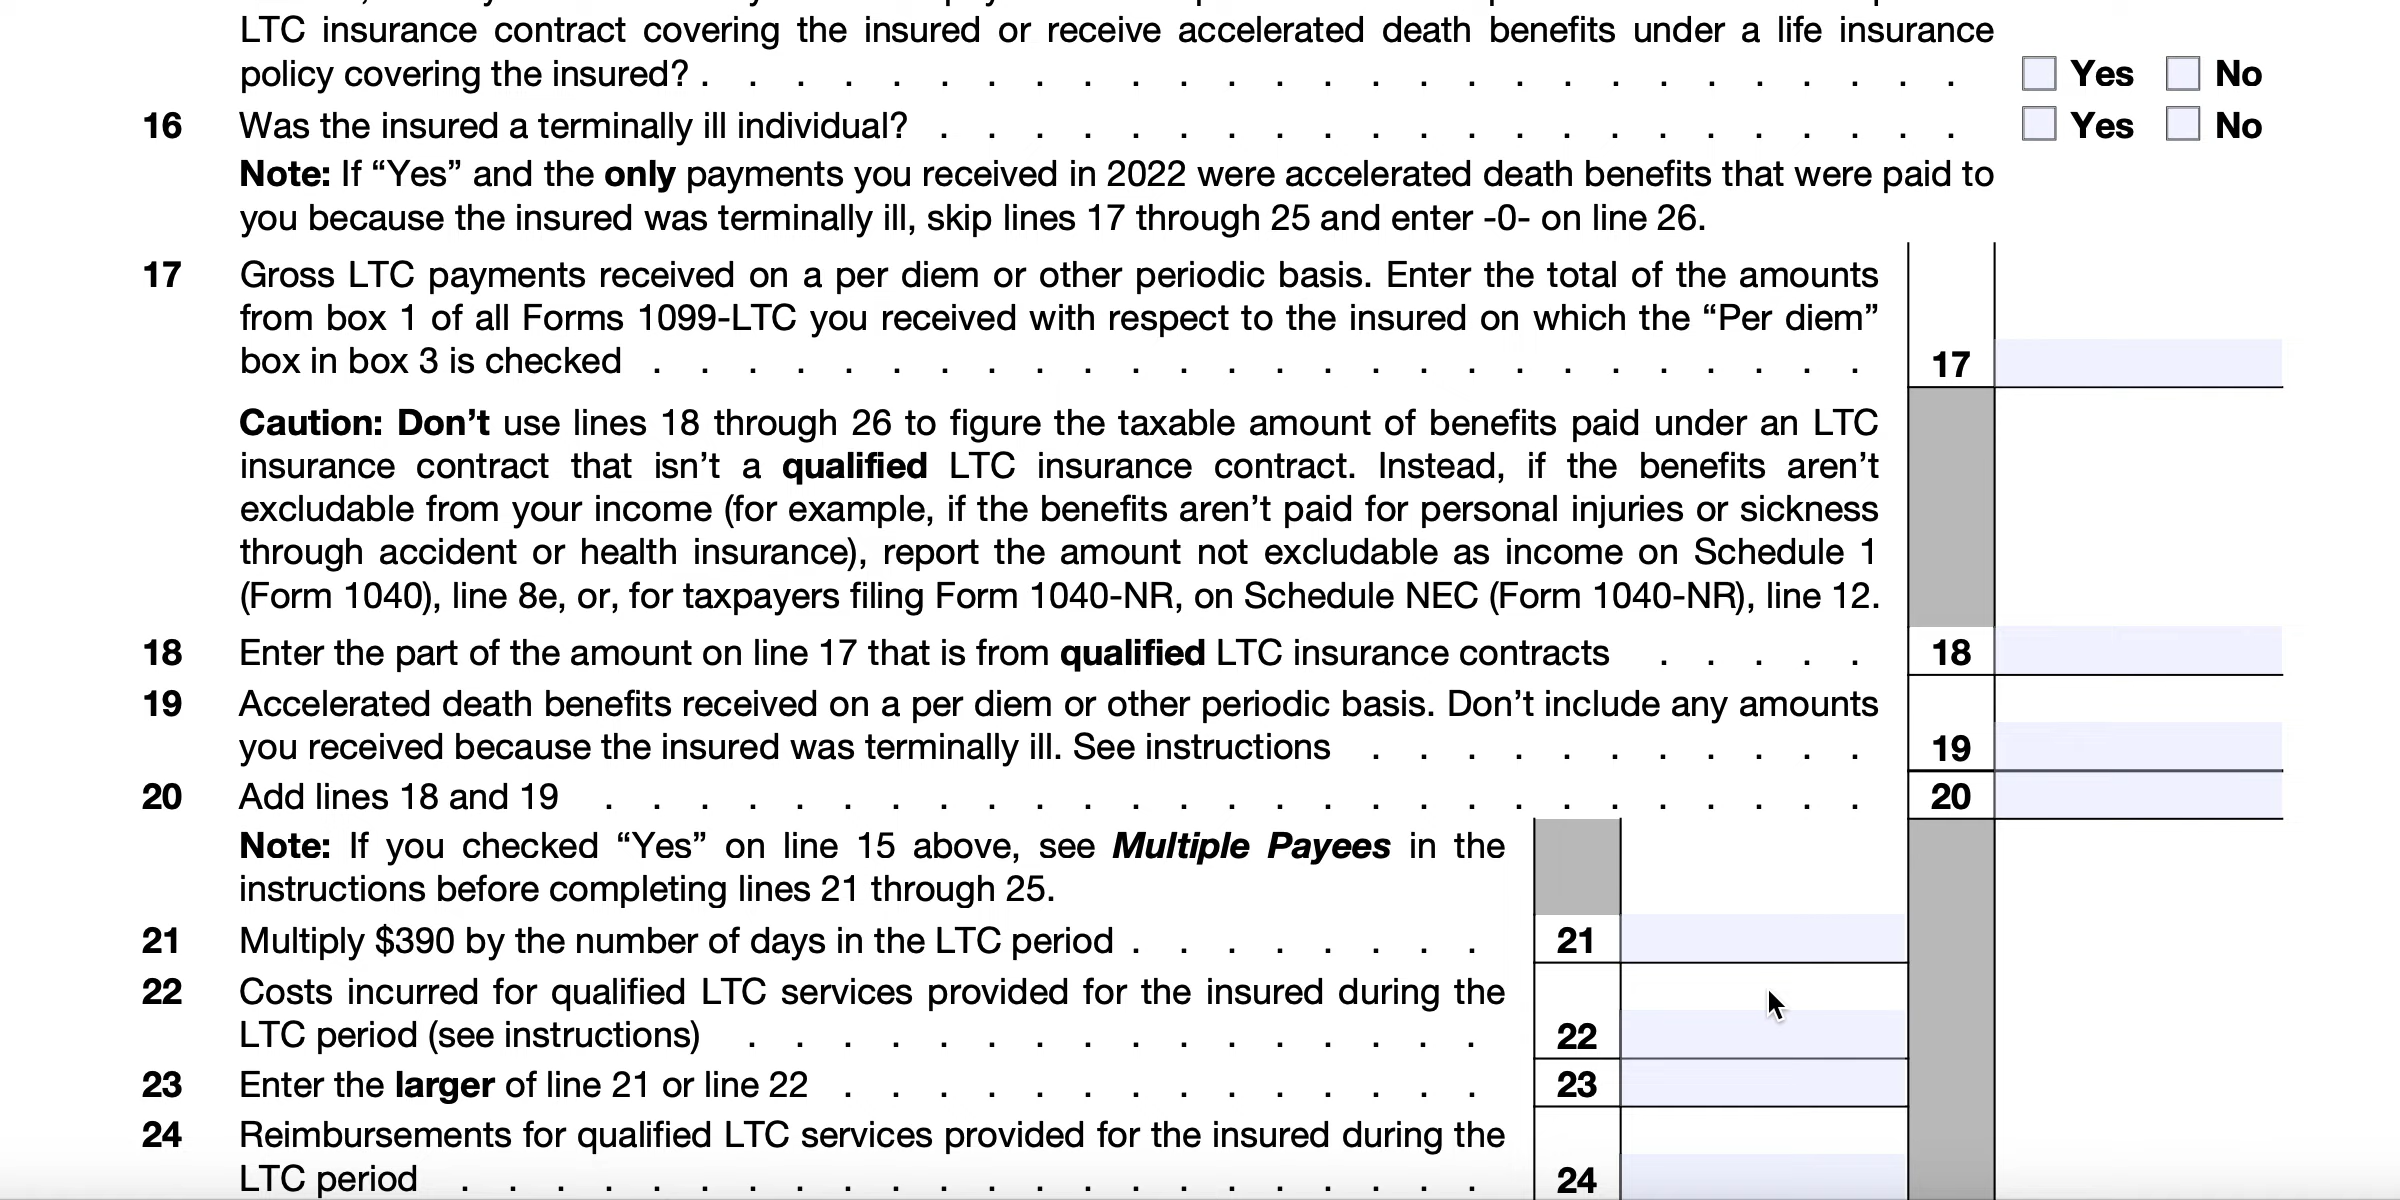 LTC insurance contract covering the insured or receive accelerated death benefits under a life insurance
policy covering the insured? . . . . . . . . . . . . . . . . . . . . . . . . . . . Yes No
16 Was the insured a terminally ill individual? . . . . . . . . . . . . . . . . . . . . . . Yes No
Note: If “Yes” and the only payments you received in 2022 were accelerated death benefits that were paid to
you because the insured was terminally ill, skip lines 17 through 25 and enter -0- on line 26.
17 Gross LTC payments received on a per diem or other periodic basis. Enter the total of the amounts
from box 1 of all Forms 1099-LTC you received with respect to the insured on which the “Per diem”
box in box 3 is checked . . . . . . . . . . . . . . . . . . . . . . . . . . 17
Caution: Don’t use lines 18 through 26 to figure the taxable amount of benefits paid under an LTC
insurance contract that isn’t a qualified LTC insurance contract. Instead, if the benefits aren’t
excludable from your income (for example, if the benefits aren’t paid for personal injuries or sickness
through accident or health insurance), report the amount not excludable as income on Schedule 1
(Form 1040), line 8e, or, for taxpayers filing Form 1040-NR, on Schedule NEC (Form 1040-NR), line 12.
18 Enter the part of the amount on line 17 that is from qualified LTC insurance contracts . . . . . 18
19 Accelerated death benefits received on a per diem or other periodic basis. Don’t include any amounts
you received because the insured was terminally ill. See instructions . . . . . . . . . . . 19
20 Add lines 18 and 19 . . . . . . . . . . . . . . . . . . . . . . . . . . . 20
Note: If you checked “Yes” on line 15 above, see Multiple Payees in the
instructions before completing lines 21 through 25.
21 Multiply $390 by the number of days in the LTC period . . . . . . . . 21
22 Costs incurred for qualified LTC services provided for the insured during the
LTC period (see instructions) . . . . . . . . . . . . . . . . 22
23 Enter the larger of line 21 or line 22 . . . . . . . . . . . . . . 23
24 Reimbursements for qualified LTC services provided for the insured during the
LTC period . . . . . . . . . . . . . . . . . . . . . . 24